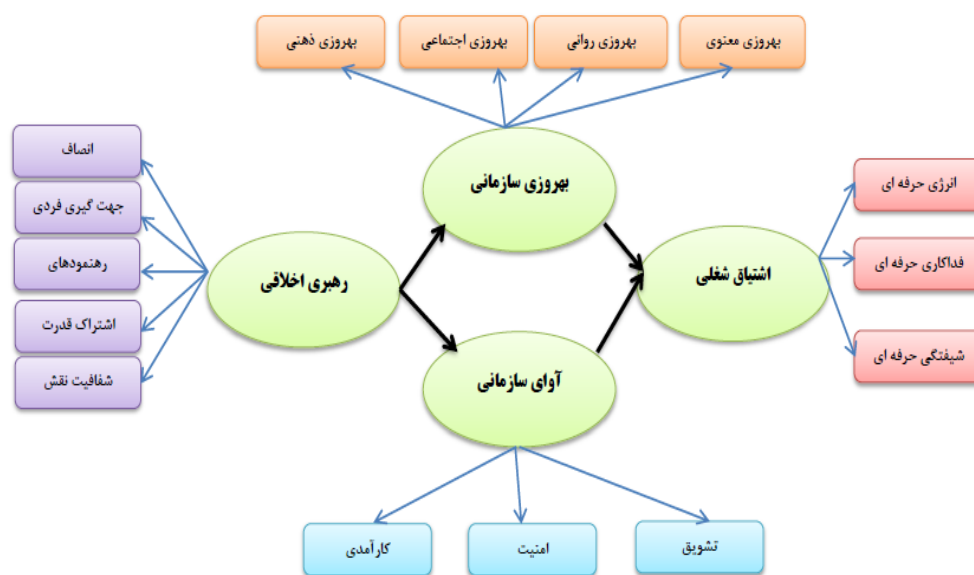 بهروزی معنوی
بهروزی روانی
بهروزی اجتماعی
بهروزی ذهنی
بهروزی سازمانی
انرژی حرفه ای
فداکاری حرفه ای
شیفتگی حرفه ای
اشتیاق شغلی
رهبری اخلاقی
انصاف
جهت گیری فردی
رهنمودهای
اشتراک قدرت
شفافیت نقش
آوای سازمانی
تشویق
امنیت
کارآمدی